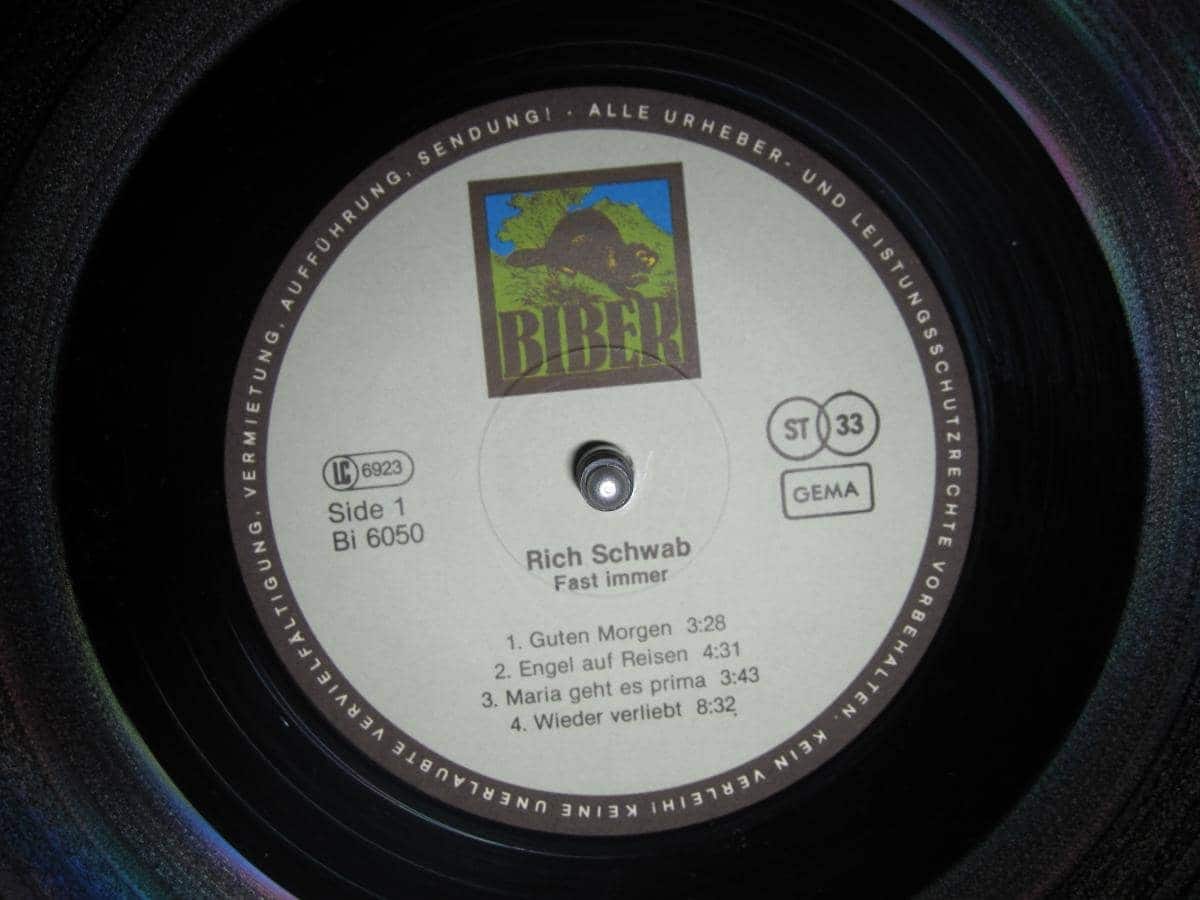 ALLE URHEBER- UND LEISTUNGSSCHUTZRECHTE VORBEHALTEN. KEIN VERLEIH! KEINE UNERLAUBTE VERVIELFÄLTIGUNG, VERMIETUNG, AUFFÜHRUNG, SENDUNG! ·
BIBER
LC 6923
Side 1
Bi 6050
ST 33
GEMA
Rich Schwab
Fast immer
1. Guten Morgen 3:28
2. Engel auf Reisen 4:31
3. Maria geht es prima 3:43
4. Wieder verliebt 8:32